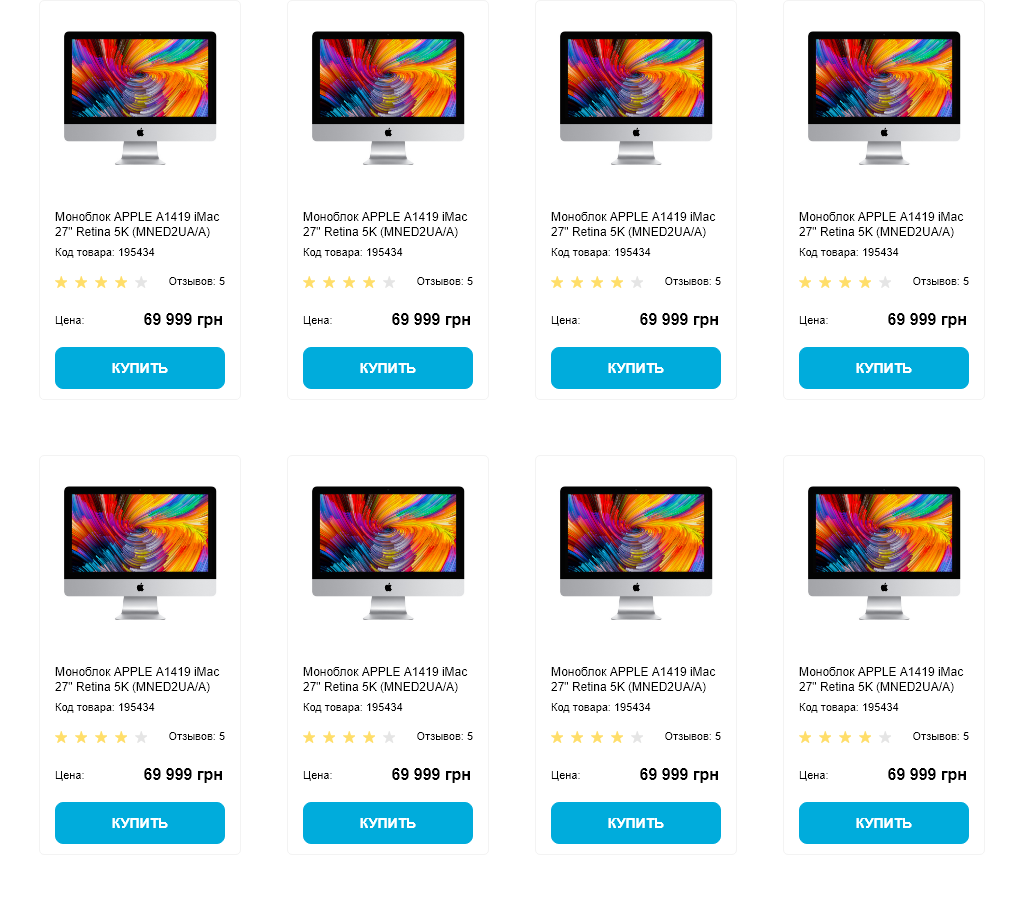 Моноблок APPLE A1419 iMac
27" Retina 5K (MNED2UA/A)
Код товара: 195434
Отзывов: 5
Цена: 69 999 грн
КУПИТЬ
Моноблок APPLE A1419 iMac
27" Retina 5K (MNED2UA/A)
Код товара: 195434
Отзывов: 5
Цена: 69 999 грн
КУПИТЬ
Моноблок APPLE A1419 iMac
27" Retina 5K (MNED2UA/A)
Код товара: 195434
Отзывов: 5
Цена: 69 999 грн
КУПИТЬ
Моноблок APPLE A1419 iMac
27" Retina 5K (MNED2UA/A)
Код товара: 195434
Отзывов: 5
Цена: 69 999 грн
КУПИТЬ
Моноблок APPLE A1419 iMac
27" Retina 5K (MNED2UA/A)
Код товара: 195434
Отзывов: 5
Цена: 69 999 грн
КУПИТЬ
Моноблок APPLE A1419 iMac
27" Retina 5K (MNED2UA/A)
Код товара: 195434
Отзывов: 5
Цена: 69 999 грн
КУПИТЬ
Моноблок APPLE A1419 iMac
27" Retina 5K (MNED2UA/A)
Код товара: 195434
Отзывов: 5
Цена: 69 999 грн
КУПИТЬ
Моноблок APPLE A1419 iMac
27" Retina 5K (MNED2UA/A)
Код товара: 195434
Отзывов: 5
Цена: 69 999 грн
КУПИТЬ